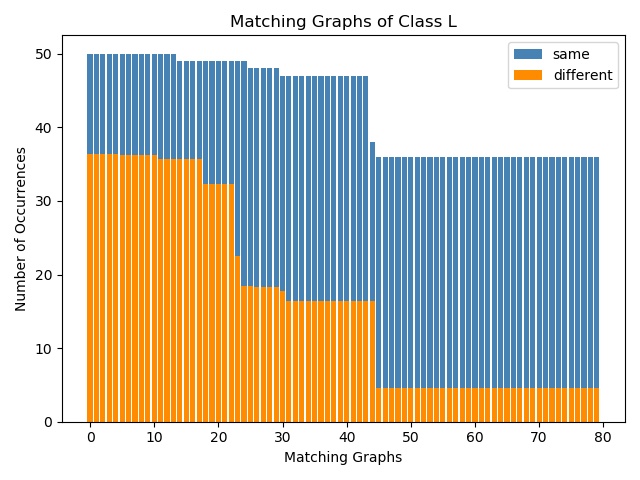 Matching Graphs of Class L
same
different
Number of Occurrences
50
40
30
20
10
0
0 10 20 30 40 50 60 70 80
Matching Graphs